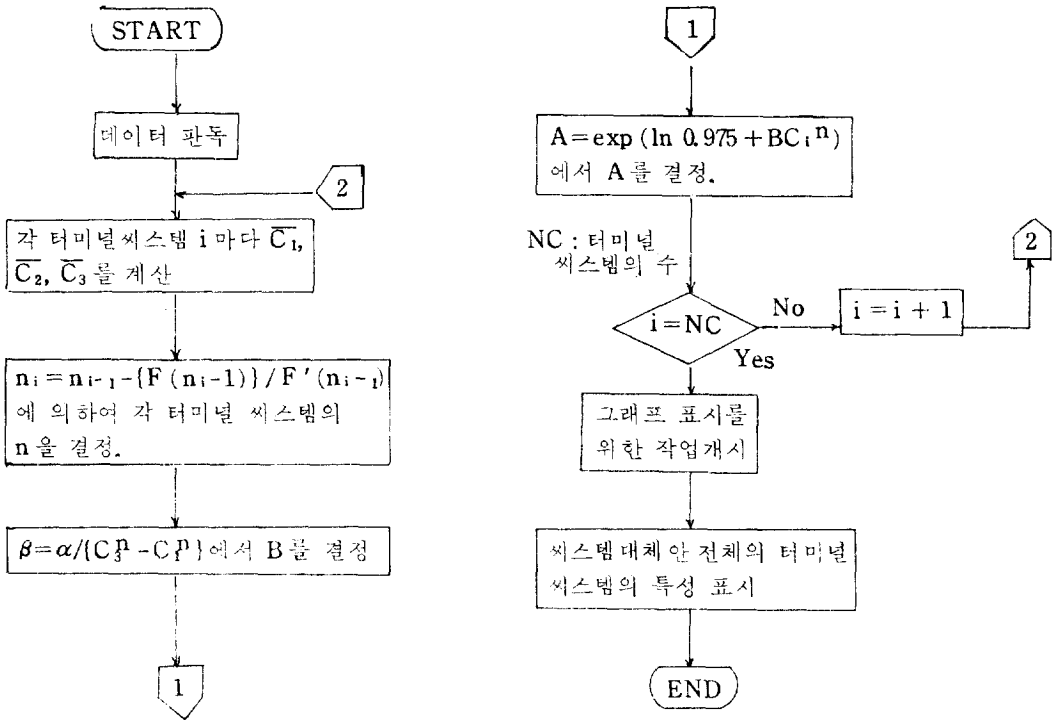 START
데이터 판독
2
각 터미널씨스템 i 마다 C̅₁,
C̅₂, C̅₃를 계산
nᵢ=nᵢ₋₁-{F(nᵢ-1)}/F'(nᵢ₋₁)
에 의하여 각 터미널 씨스템의
n을 결정.
β=α/{C₃ⁿ-C₁ⁿ}에서 B를 결정
1
1
A=exp(ln 0.975+BCᵢⁿ)
에서 A를 결정.
NC : 터미널
씨스템의 수
2
i=NC
No
i=i+1
Yes
그래프 표시를
위한 작업개시
씨스템대체안 전체의 터미널
씨스템의 특성 표시
END